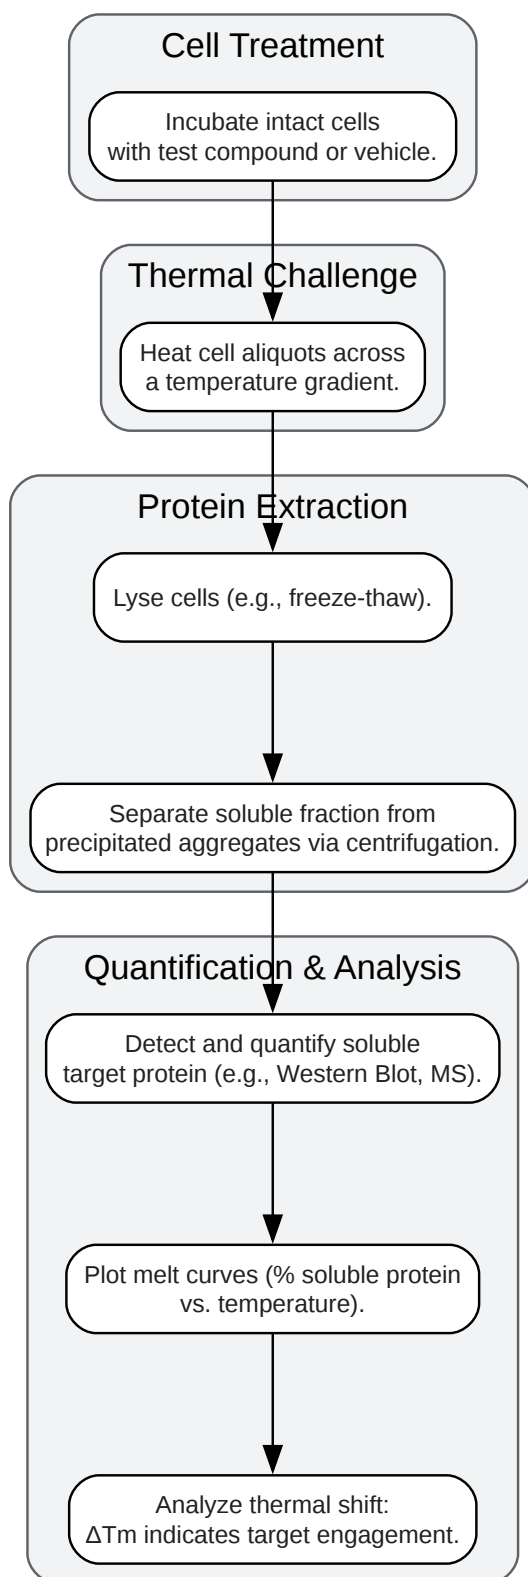 Cell Treatment
Incubate intact cells
with test compound or vehicle.
Thermal Challenge
Heat cell aliquots across
a temperature gradient.
Protein Extraction
Lyse cells (e.g., freeze-thaw).
Separate soluble fraction from
precipitated aggregates via centrifugation.
Quantification & Analysis
Detect and quantify soluble
target protein (e.g., Western Blot, MS).
Plot melt curves (% soluble protein
vs. temperature).
Analyze thermal shift:
ΔTm indicates target engagement.